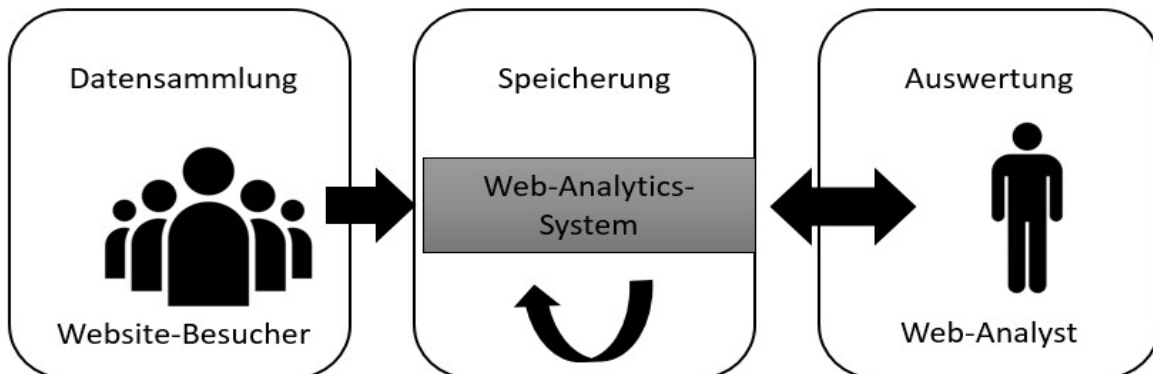 Datensammlung
Website-Besucher
Speicherung
Web-Analytics-
System
Auswertung
Web-Analyst